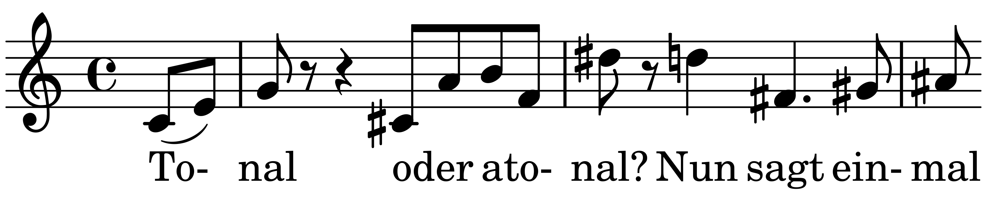 To- nal oder ato- nal? Nun sagt ein- mal